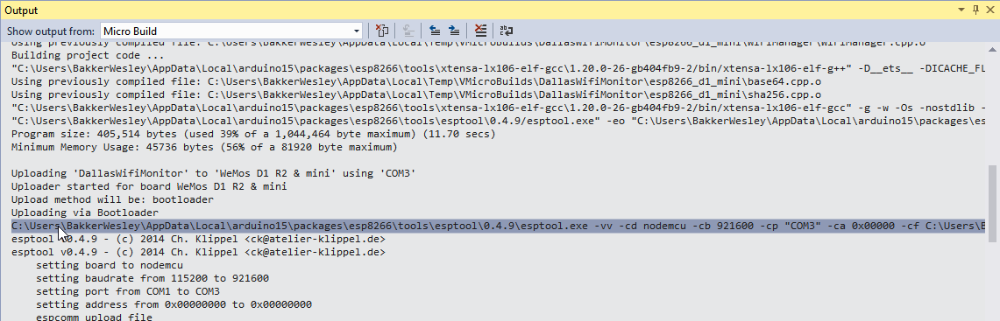 Output
Show output from: Micro Build
Using previously compiled file: C:\Users\BakkerWesley\AppData\Local\Temp\VMicroBuilds\DallasWifiMonitor\esp8266_d1_mini\WifiManager\WifiManager.cpp.o
Building project code ...
"C:\Users\BakkerWesley\AppData\Local\arduino15\packages\esp8266\tools\xtensa-lx106-elf-gcc\1.20.0-26-gb404fb9-2/bin/xtensa-lx106-elf-g++" -D__ets__ -DICACHE_FL
Using previously compiled file: C:\Users\BakkerWesley\AppData\Local\Temp\VMicroBuilds\DallasWifiMonitor\esp8266_d1_mini\base64.cpp.o
Using previously compiled file: C:\Users\BakkerWesley\AppData\Local\Temp\VMicroBuilds\DallasWifiMonitor\esp8266_d1_mini\sha256.cpp.o
"C:\Users\BakkerWesley\AppData\Local\arduino15\packages\esp8266\tools\xtensa-lx106-elf-gcc\1.20.0-26-gb404fb9-2/bin/xtensa-lx106-elf-gcc" -g -w -Os -nostdlib -
"C:\Users\BakkerWesley\AppData\Local\arduino15\packages\esp8266\tools\esptool\0.4.9/esptool.exe" -eo "C:\Users\BakkerWesley\AppData\Local\arduino15\packages\es
Program size: 405,514 bytes (used 39% of a 1,044,464 byte maximum) (11.70 secs)
Minimum Memory Usage: 45736 bytes (56% of a 81920 byte maximum)
Uploading 'DallasWifiMonitor' to 'WeMos D1 R2 & mini' using 'COM3'
Uploader started for board WeMos D1 R2 & mini
Upload method will be: bootloader
Uploading via Bootloader
C:\Users\BakkerWesley\AppData\Local\arduino15\packages\esp8266\tools\esptool\0.4.9\esptool.exe -vv -cd nodemcu -cb 921600 -cp "COM3" -ca 0x00000 -cf C:\Users\B
esptool v0.4.9 - (c) 2014 Ch. Klippel <ck@atelier-klippel.de>
esptool v0.4.9 - (c) 2014 Ch. Klippel <ck@atelier-klippel.de>
setting board to nodemcu
setting baudrate from 115200 to 921600
setting port from COM1 to COM3
setting address from 0x00000000 to 0x00000000
espcomm_upload_file